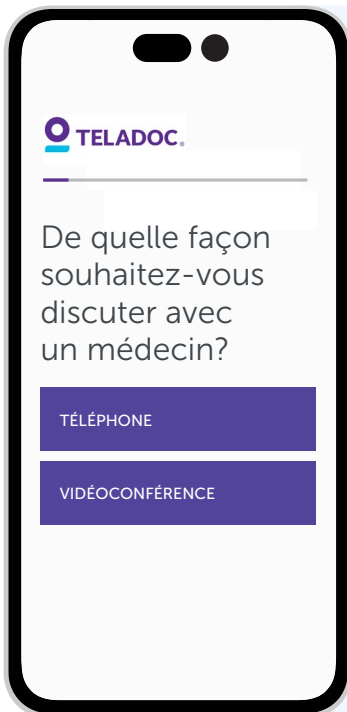 TELADOC®
De quelle façon
souhaitez-vous
discuter avec
un médecin?
TÉLÉPHONE
VIDÉOCONFÉRENCE